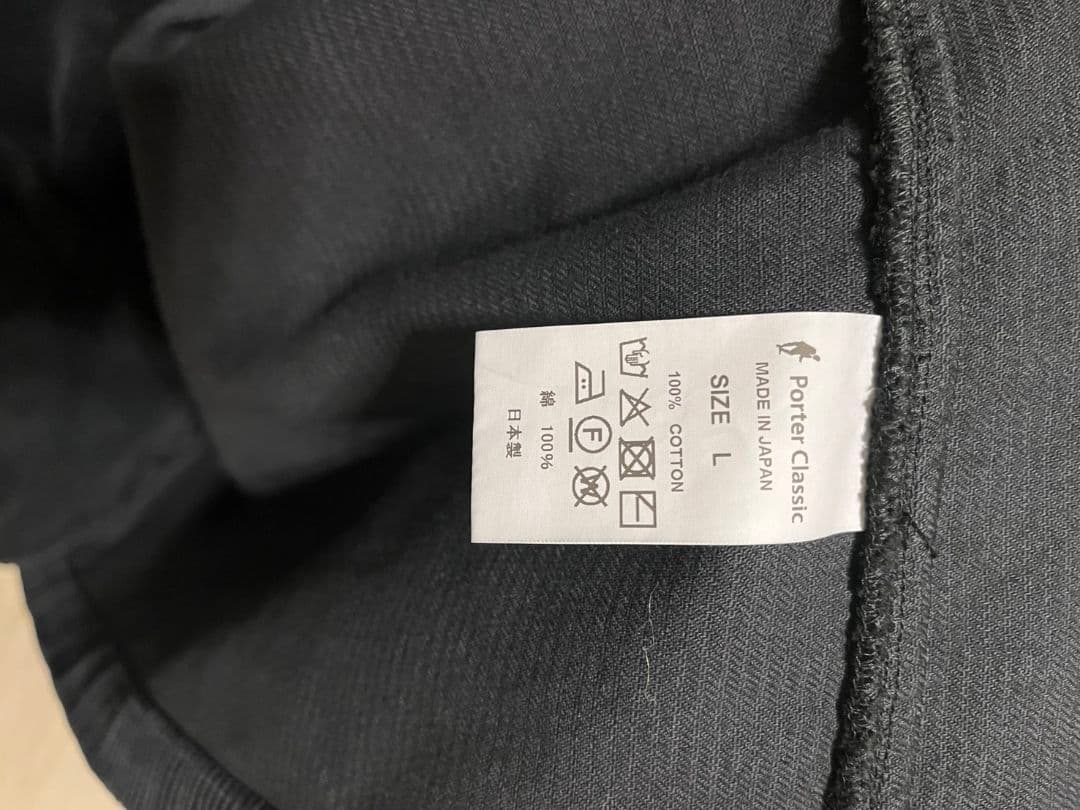 Porter Classic
MADE IN JAPAN
SIZE L
100% COTTON
F
W
綿 100%
日本製